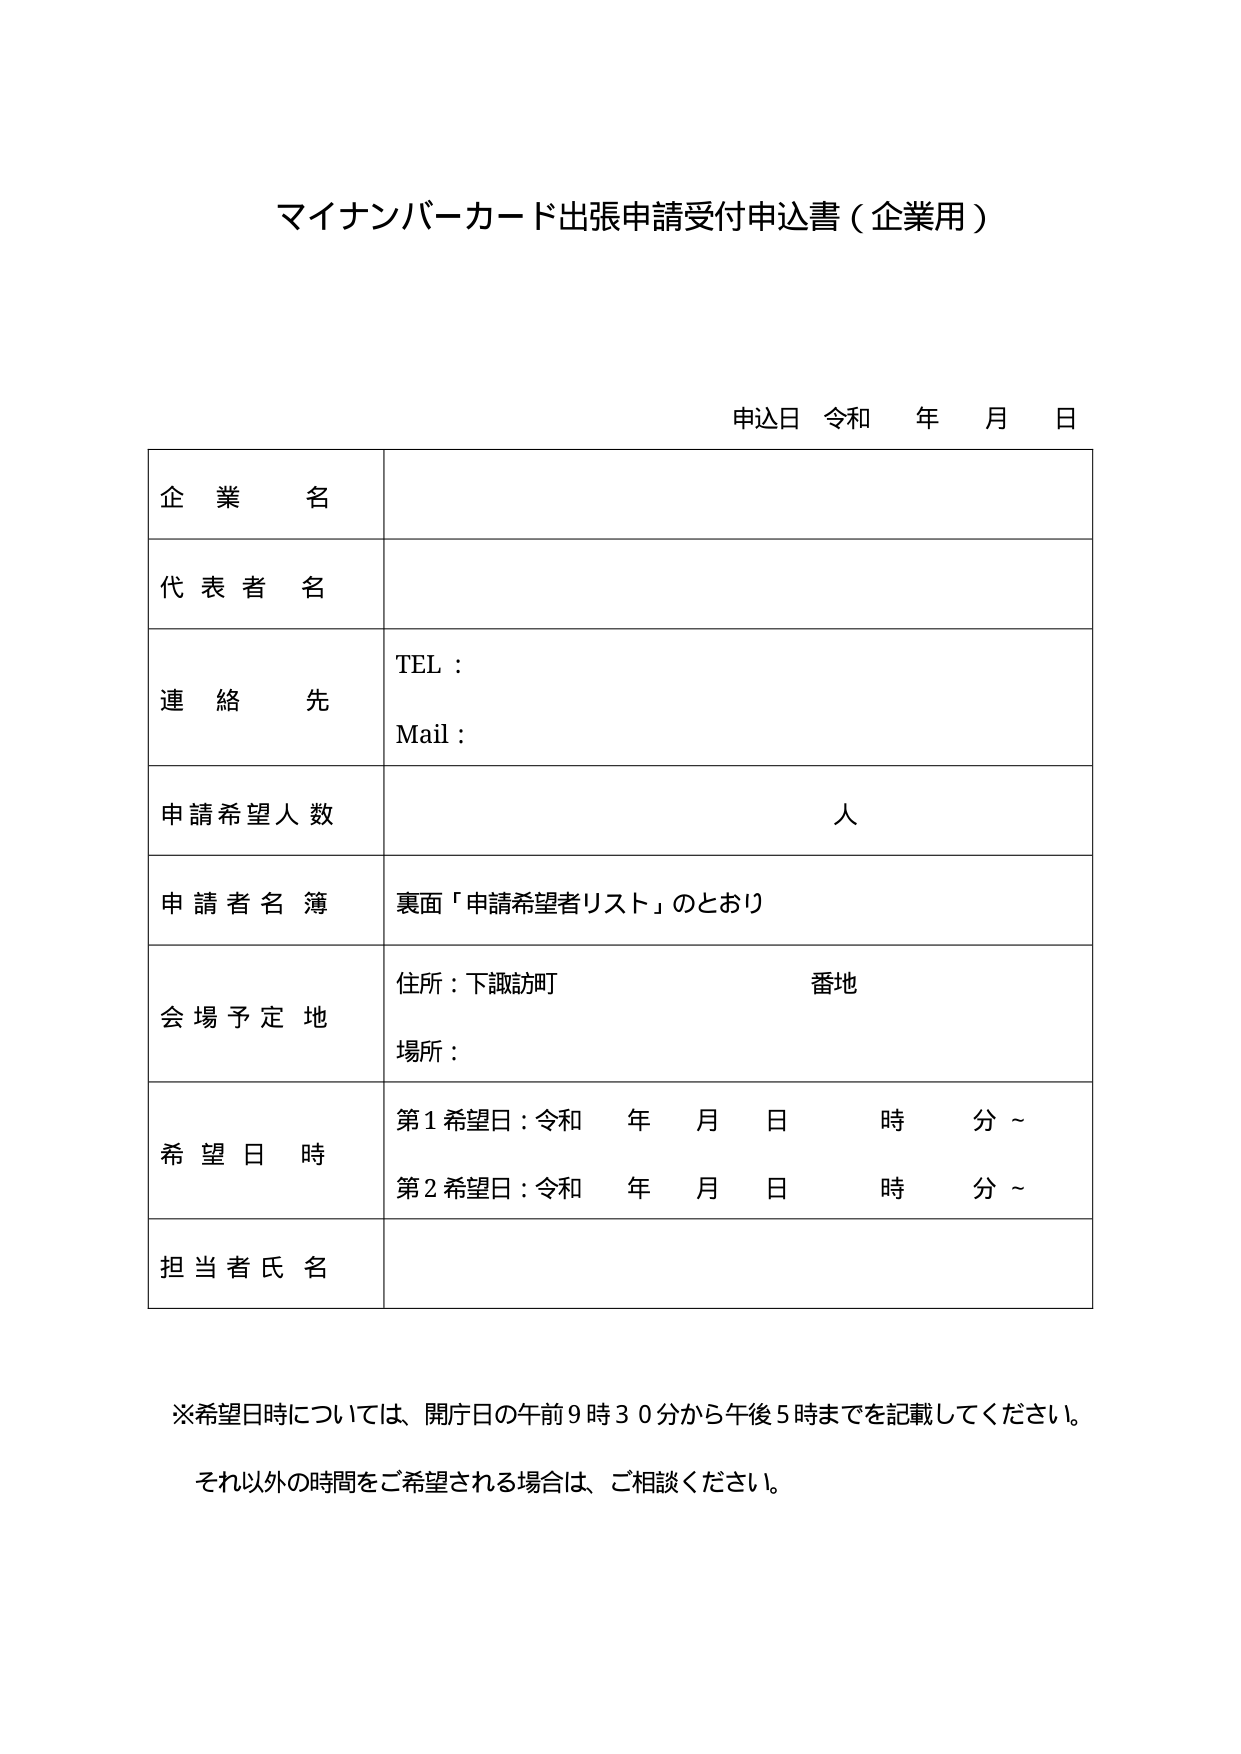 マイナンバーカード出張申請受付申込書（企業用）
申込日　令和　　年　　月　　日
企業名
代表者名
連絡先
TEL：
Mail：
申請希望人数
人
申請者名簿
裏面「申請希望者リスト」のとおり
会場予定地
住所：下諏訪町　　　　　　　　　　　番地
場所：
希望日時
第1希望日：令和　　年　　月　　日　　　　時　　　分～
第2希望日：令和　　年　　月　　日　　　　時　　　分～
担当者氏名
※希望日時については、開庁日の午前９時３０分から午後５時までを記載してください。
それ以外の時間をご希望される場合は、ご相談ください。